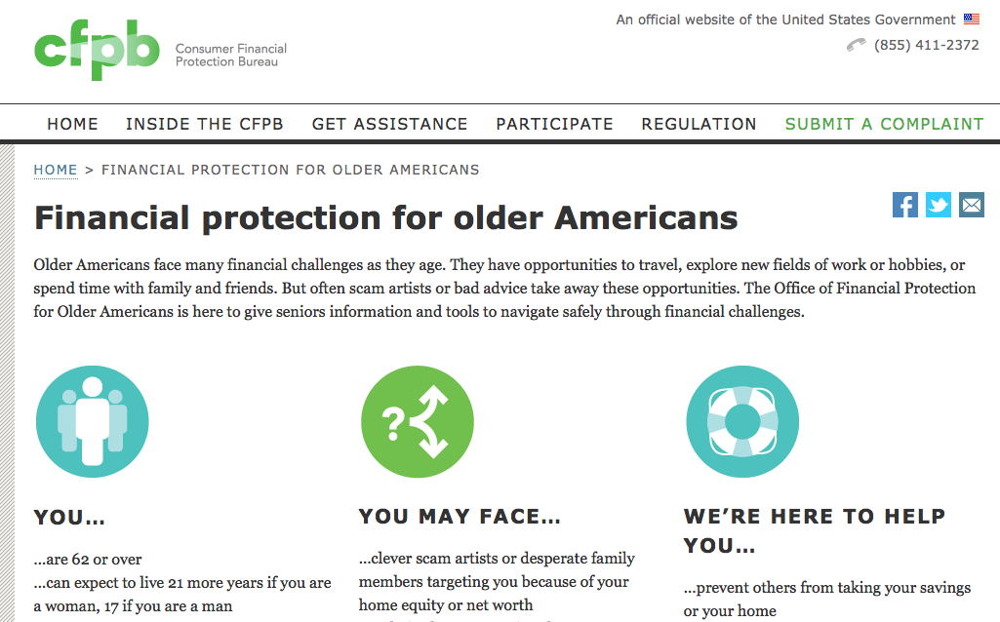 An official website of the United States Government
cfpb
Consumer Financial
Protection Bureau
(855) 411-2372
HOME INSIDE THE CFPB GET ASSISTANCE PARTICIPATE REGULATION SUBMIT A COMPLAINT
HOME > FINANCIAL PROTECTION FOR OLDER AMERICANS
Financial protection for older Americans
Older Americans face many financial challenges as they age. They have opportunities to travel, explore new fields of work or hobbies, or
spend time with family and friends. But often scam artists or bad advice take away these opportunities. The Office of Financial Protection
for Older Americans is here to give seniors information and tools to navigate safely through financial challenges.
?
YOU...
...are 62 or over
...can expect to live 21 more years if you are
a woman, 17 if you are a man
YOU MAY FACE...
...clever scam artists or desperate family
members targeting you because of your
home equity or net worth
WE'RE HERE TO HELP
YOU...
...prevent others from taking your savings
or your home